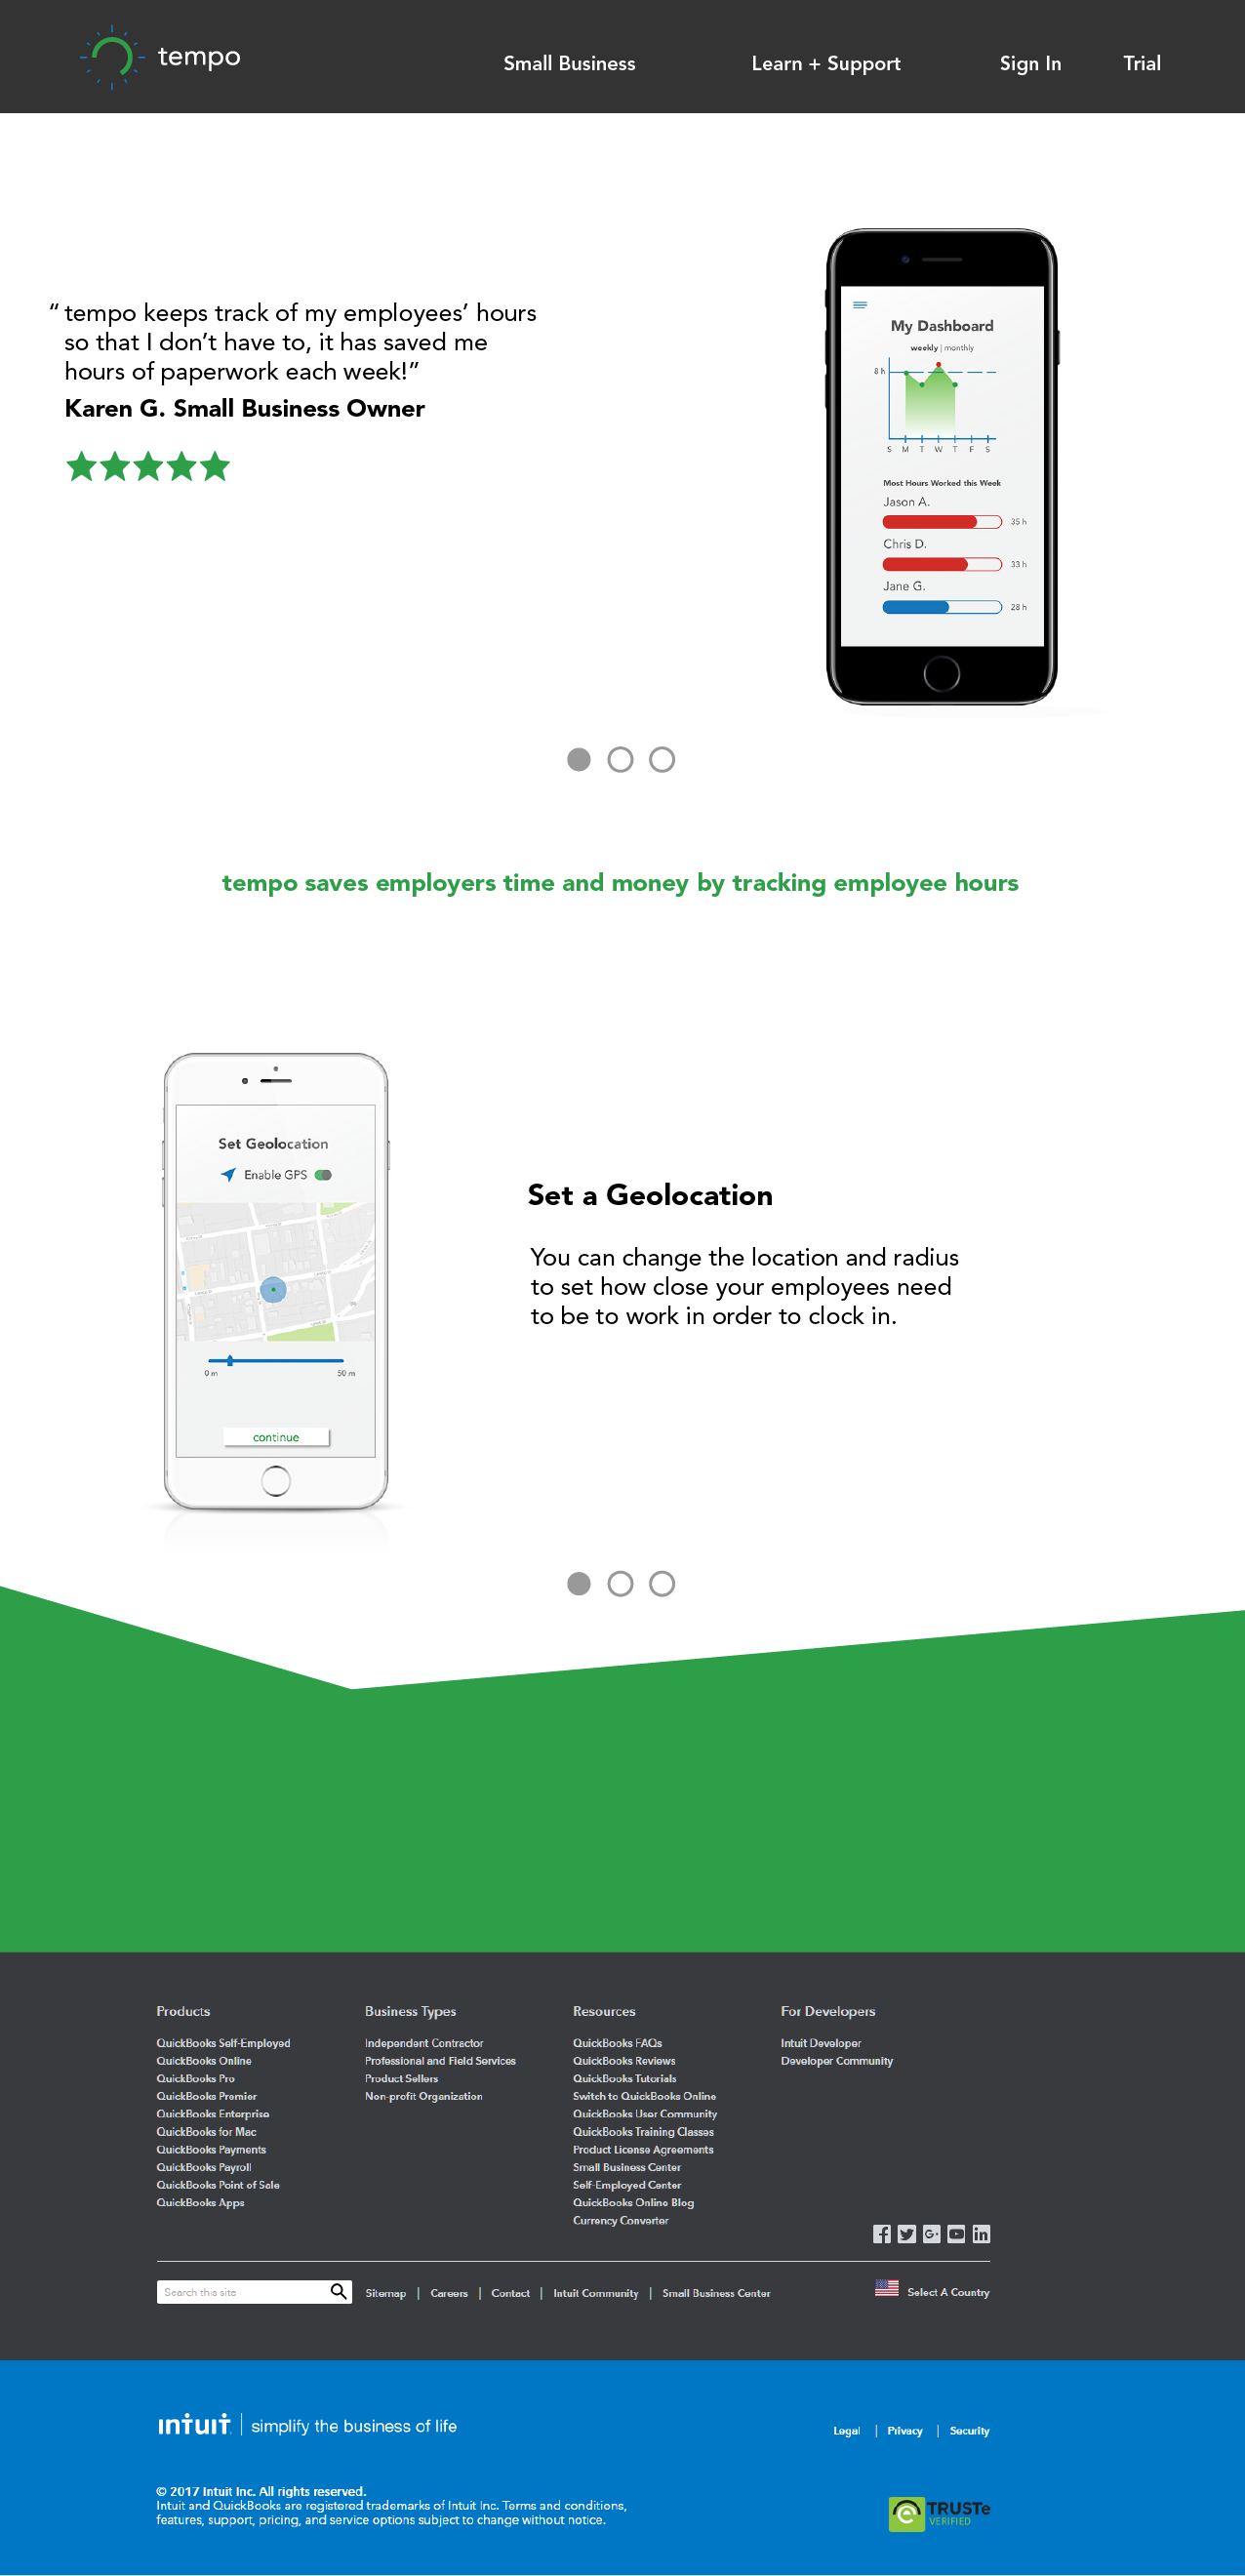 tempo
Small Business
Learn + Support
Sign In
Trial
“ tempo keeps track of my employees’ hours
so that I don’t have to, it has saved me
hours of paperwork each week!”
Karen G. Small Business Owner
My Dashboard
weekly | monthly
8 h
S M T W T F S
Most Hours Worked this Week
Jason A.
35 h
Chris D.
33 h
Jane G.
28 h
tempo saves employers time and money by tracking employee hours
Set Geolocation
Enable GPS
0 m
50 m
continue
Set a Geolocation
You can change the location and radius
to set how close your employees need
to be to work in order to clock in.
Products
QuickBooks Self-Employed
QuickBooks Online
QuickBooks Pro
QuickBooks Premier
QuickBooks Enterprise
QuickBooks for Mac
QuickBooks Payments
QuickBooks Payroll
QuickBooks Point of Sale
QuickBooks Apps
Business Types
Independent Contractor
Professional and Field Services
Product Sellers
Non-profit Organization
Resources
QuickBooks FAQs
QuickBooks Reviews
QuickBooks Tutorials
Switch to QuickBooks Online
QuickBooks User Community
QuickBooks Training Classes
Product License Agreements
Small Business Center
Self-Employed Center
QuickBooks Online Blog
Currency Converter
For Developers
Intuit Developer
Developer Community
Search this site
Sitemap | Careers | Contact | Intuit Community | Small Business Center
Select A Country
intuit | simplify the business of life
Legal | Privacy | Security
© 2017 Intuit Inc. All rights reserved.
Intuit and QuickBooks are registered trademarks of Intuit Inc. Terms and conditions,
features, support, pricing, and service options subject to change without notice.
TRUSTe
VERIFIED